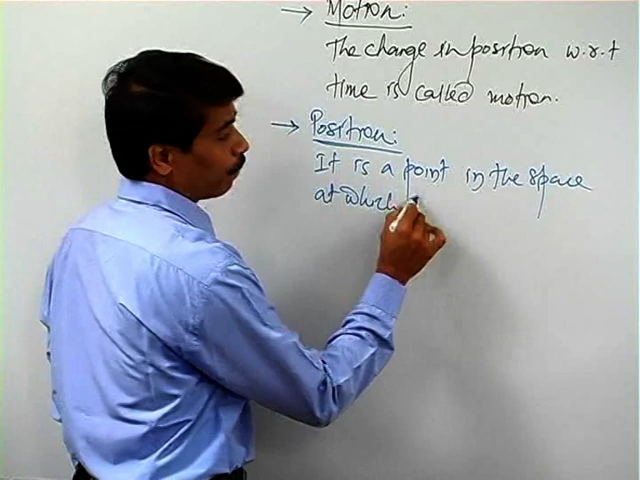 → Motion:
The change in position w.r.t
time is called motion.
→ Position:
It is a point in the space
at which